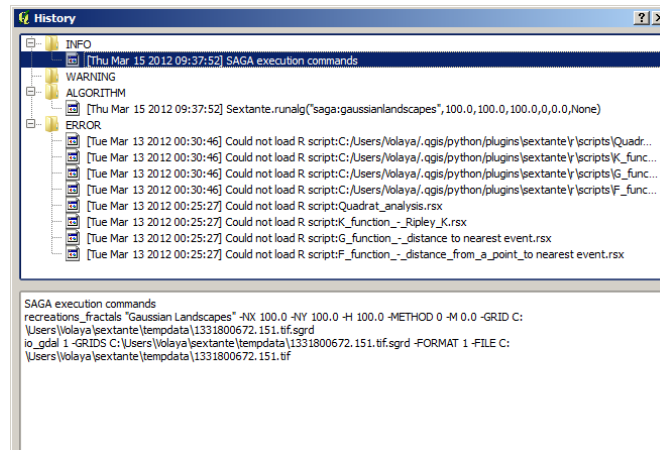 History
INFO
[Thu Mar 15 2012 09:37:52] SAGA execution commands
WARNING
ALGORITHM
[Thu Mar 15 2012 09:37:52] Sextante.runalg("saga:gaussianlandscapes",100.0,100.0,100.0,0,0.0,None)
ERROR
[Tue Mar 13 2012 00:30:46] Could not load R script:C:/Users/Volaya/.qgis/python/plugins\sextante\r\scripts\Quadr...
[Tue Mar 13 2012 00:30:46] Could not load R script:C:/Users/Volaya/.qgis/python/plugins\sextante\r\scripts\K_func...
[Tue Mar 13 2012 00:30:46] Could not load R script:C:/Users/Volaya/.qgis/python/plugins\sextante\r\scripts\G_func...
[Tue Mar 13 2012 00:30:46] Could not load R script:C:/Users/Volaya/.qgis/python/plugins\sextante\r\scripts\F_func...
[Tue Mar 13 2012 00:25:27] Could not load R script:Quadrat_analysis.rsx
[Tue Mar 13 2012 00:25:27] Could not load R script:K_function_-_Ripley_K.rsx
[Tue Mar 13 2012 00:25:27] Could not load R script:G_function_-_distance to nearest event.rsx
[Tue Mar 13 2012 00:25:27] Could not load R script:F_function_-_distance_from_a_point_to nearest event.rsx
SAGA execution commands
recreations_fractals "Gaussian Landscapes" -NX 100.0 -NY 100.0 -H 100.0 -METHOD 0 -M 0.0 -GRID C:
\Users\Volaya\sextante\tempdata\1331800672.151.tif.sgrd
io_gdal 1 -GRIDS C:\Users\Volaya\sextante\tempdata\1331800672.151.tif.sgrd -FORMAT 1 -FILE C:
\Users\Volaya\sextante\tempdata\1331800672.151.tif